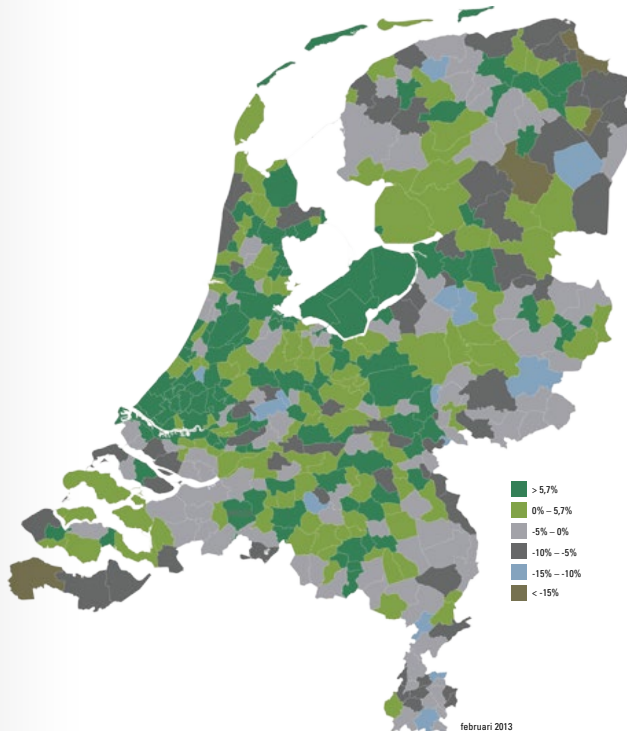 > 5,7%
0% – 5,7%
-5% – 0%
-10% – -5%
-15% – -10%
< -15%
februari 2013